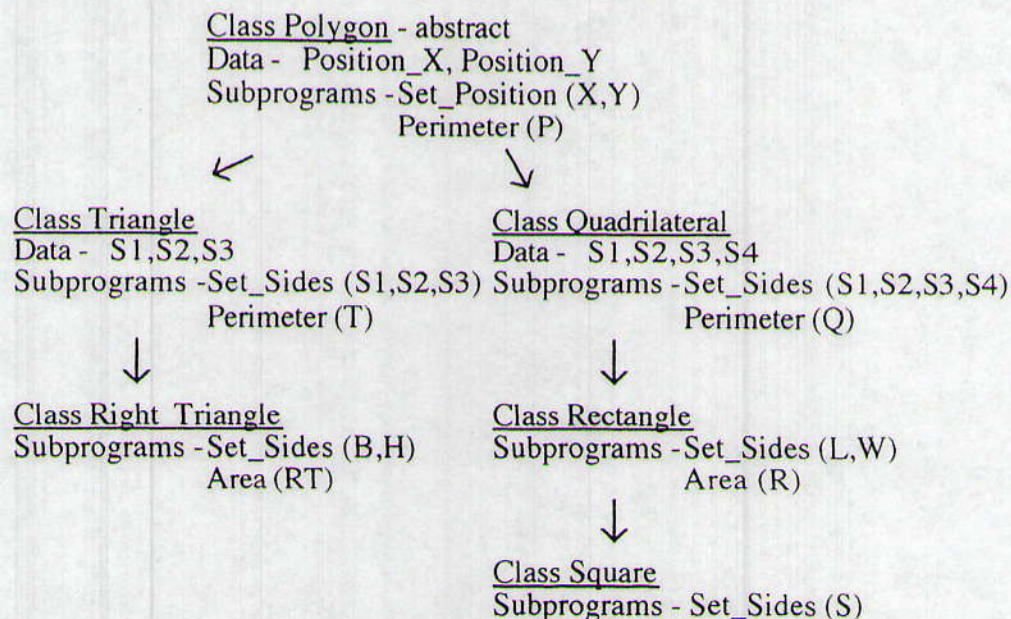 Class Polygon - abstract
Data - Position_X, Position_Y
Subprograms -Set_Position (X,Y)
Perimeter (P)
Class Triangle
Data - S1,S2,S3
Subprograms -Set_Sides (S1,S2,S3)
Perimeter (T)
Class Quadrilateral
Data - S1,S2,S3,S4
Subprograms -Set_Sides (S1,S2,S3,S4)
Perimeter (Q)
Class Right_Triangle
Subprograms -Set_Sides (B,H)
Area (RT)
Class Rectangle
Subprograms -Set_Sides (L,W)
Area (R)
Class Square
Subprograms - Set_Sides (S)